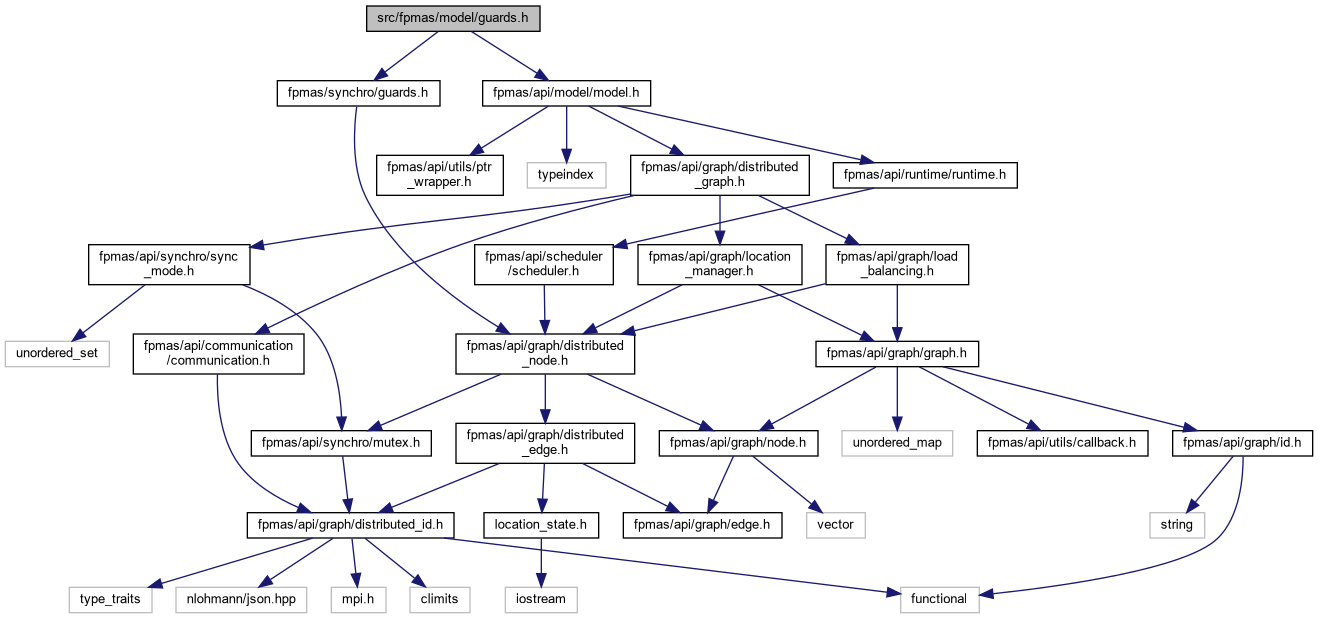 src/fpmas/model/guards.h
fpmas/synchro/guards.h
fpmas/api/model/model.h
fpmas/api/utils/ptr
_wrapper.h
typeindex
fpmas/api/graph/distributed
_graph.h
fpmas/api/runtime/runtime.h
fpmas/api/synchro/sync
_mode.h
fpmas/api/scheduler
/scheduler.h
fpmas/api/graph/location
_manager.h
fpmas/api/graph/load
_balancing.h
unordered_set
fpmas/api/communication
/communication.h
fpmas/api/graph/distributed
_node.h
fpmas/api/graph/graph.h
fpmas/api/synchro/mutex.h
fpmas/api/graph/distributed
_edge.h
fpmas/api/graph/node.h
unordered_map
fpmas/api/utils/callback.h
fpmas/api/graph/id.h
fpmas/api/graph/distributed_id.h
location_state.h
fpmas/api/graph/edge.h
vector
string
type_traits
nlohmann/json.hpp
mpi.h
climits
iostream
functional